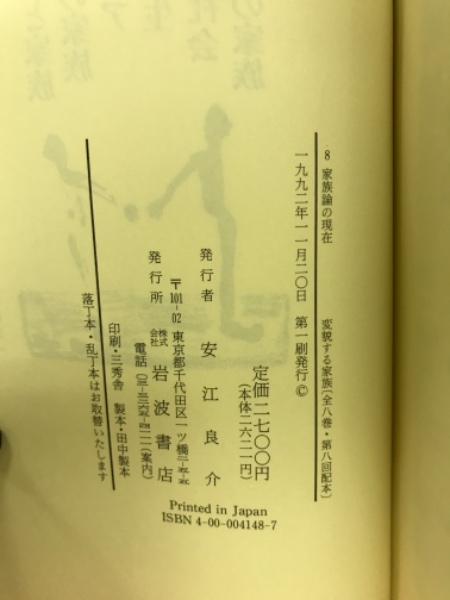 8 家族論の現在 変貌する家族〔全八巻・第八回配本〕
一九九二年一一月二〇日 第一刷発行©
定価二七〇〇円
(本体二六二一円)
発行者 安江良介
〒101-02 東京都千代田区一ツ橋二-五-五
発行所 株式会社 岩波書店
電話
(案内)
印刷・三秀舎 製本・田中製本
落丁本・乱丁本はお取替いたします
Printed in Japan
ISBN 4-00-004148-7